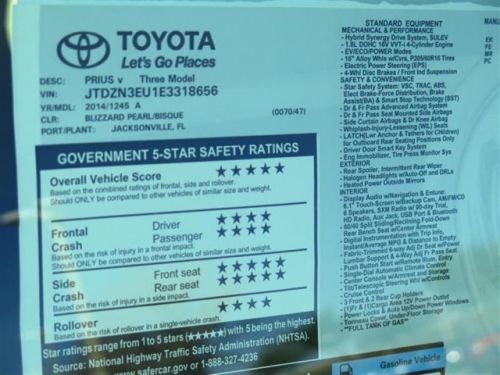 TOYOTA
Let's Go Places
DESC: PRIUS v Three Model
VIN: JTDZN3EU1E3318656
YR/MDL: 2014/1245 A
CLR: BLIZZARD PEARL/BISQUE (0070/47)
PORT/PLANT: JACKSONVILLE, FL
GOVERNMENT 5-STAR SAFETY RATINGS
Overall Vehicle Score ★★★★★
Based on the combined ratings of frontal, side and rollover.
Should ONLY be compared to other vehicles of similar size and weight.
Frontal Crash
Driver ★★★★
Passenger ★★★★
Based on the risk of injury in a frontal impact.
Should ONLY be compared to other vehicles of similar size and weight.
Side Crash
Front seat ★★★★★
Rear seat ★★★★★
Based on the risk of injury in a side impact.
Rollover ★★★★
Based on the risk of rollover in a single-vehicle crash.
Star ratings range from 1 to 5 stars (★★★★★) with 5 being the highest.
Source: National Highway Traffic Safety Administration (NHTSA).
www.safercar.gov or 1-888-327-4236
STANDARD EQUIPMENT
MECHANICAL & PERFORMANCE
- Hybrid Synergy Drive System, SULEV
- 1.8L DOHC 16V VVT-i 4-Cylinder Engine
- EV/ECO/POWER Modes
- 16" Alloy Whls w/Cvrs, P205/60R16 Tires
- Electric Power Steering (EPS)
- 4-Whl Disc Brakes / Front Ind Suspension
SAFETY & CONVENIENCE
- Star Safety System: VSC, TRAC, ABS,
Elect Brake-Force Distribution, Brake
Assist(BA) & Smart Stop Technology (SST)
- Dr & Fr Pass Advanced Airbag System
- Dr & Fr Pass Seat Mounted Side Airbags
- Side Curtain Airbags & Dr Knee Airbag
- Whiplash-Injury-Lessening (WIL) Seats
- LATCH(Lwr Anchor & Tethers for Children)
for Outboard Rear Seating Positions Only
- Driver Door Smart Key System
- Eng Immobilizer, Tire Press Monitor Sys
EXTERIOR
- Rear Spoiler, Intermittent Rear Wiper
- Halogen Headlights w/Auto-Off and DRLs
- Heated Power Outside Mirrors
INTERIOR
- Display Audio w/Navigation & Entune:
6.1" Touch-Screen w/Backup Cam, AM/FM/CD
6 Speakers, SXM Radio w/90-day Trial,
HD Radio, Aux Jack, USB Port & Bluetooth
- 60/40 Split Sliding/Reclining Fold-Down
Rear Bench Seat w/Center Armrest
- Digital Instrumentation with Trip Info,
Instant/Average MPG & Distance to Empty
- Fabric-Trimmed 6-way Adj Dr Seat w/Power
Lumbar Support & 4-Way Adj Fr Pass Seat
- Push Button Start w/Remote Illum. Entry
- Single-Dial Automatic Climate Control
- Center Console w/Armrest and Storage
- Tilt/Telescopic Steering Whl w/Controls
- Cruise Control
- 3 Front & 2 Rear Cup Holders
- (1)Fr & (1)Cargo Area 12V Power Outlet
- Power Locks & Auto Up/Down Power Windows
- Tonneau Cover, Under-Floor Storage
**FULL TANK OF GAS**
MANU
EK
FE
MR
PC
Gasoline Vehicle